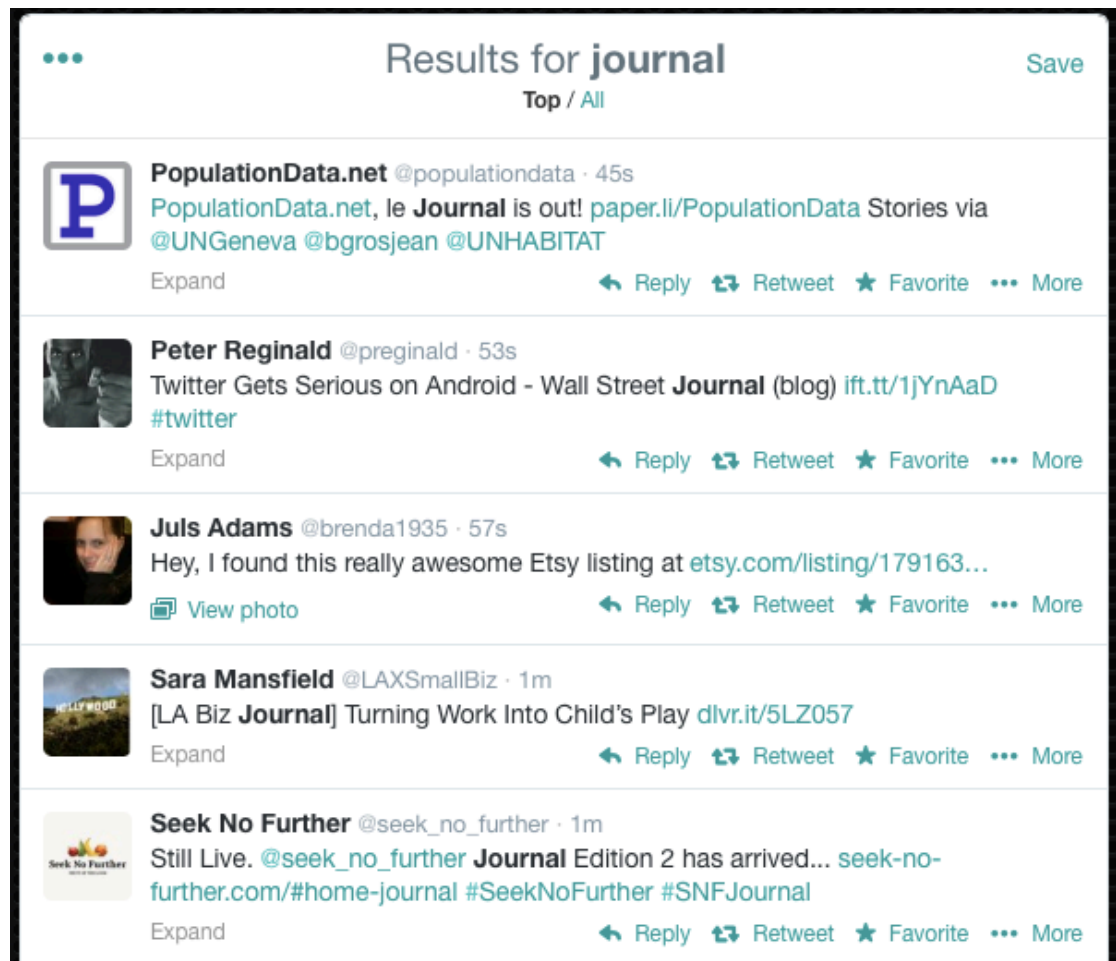 Results for journal
Save
Top / All
PopulationData.net @populationdata · 45s
PopulationData.net, le Journal is out! paper.li/PopulationData Stories via
@UNGeneva @bgrosjean @UNHABITAT
Expand
Reply Retweet Favorite More
Peter Reginald @preginald · 53s
Twitter Gets Serious on Android - Wall Street Journal (blog) ift.tt/1jYnAaD
#twitter
Expand
Reply Retweet Favorite More
Juls Adams @brenda1935 · 57s
Hey, I found this really awesome Etsy listing at etsy.com/listing/179163…
View photo
Reply Retweet Favorite More
HOLLYWOOD
Sara Mansfield @LAXSmallBiz · 1m
[LA Biz Journal] Turning Work Into Child's Play dlvr.it/5LZ057
Expand
Reply Retweet Favorite More
Seek No Further
Seek No Further @seek_no_further · 1m
Still Live. @seek_no_further Journal Edition 2 has arrived... seek-no-
further.com/#home-journal #SeekNoFurther #SNFJournal
Expand
Reply Retweet Favorite More